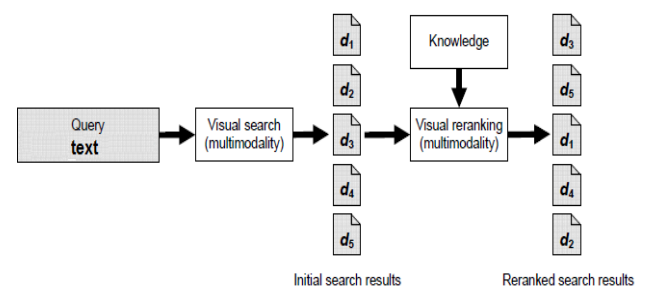 Query
text
Visual search
(multimodality)
d1
d2
d3
d4
d5
Initial search results
Knowledge
Visual reranking
(multimodality)
d3
d5
d1
d4
d2
Reranked search results